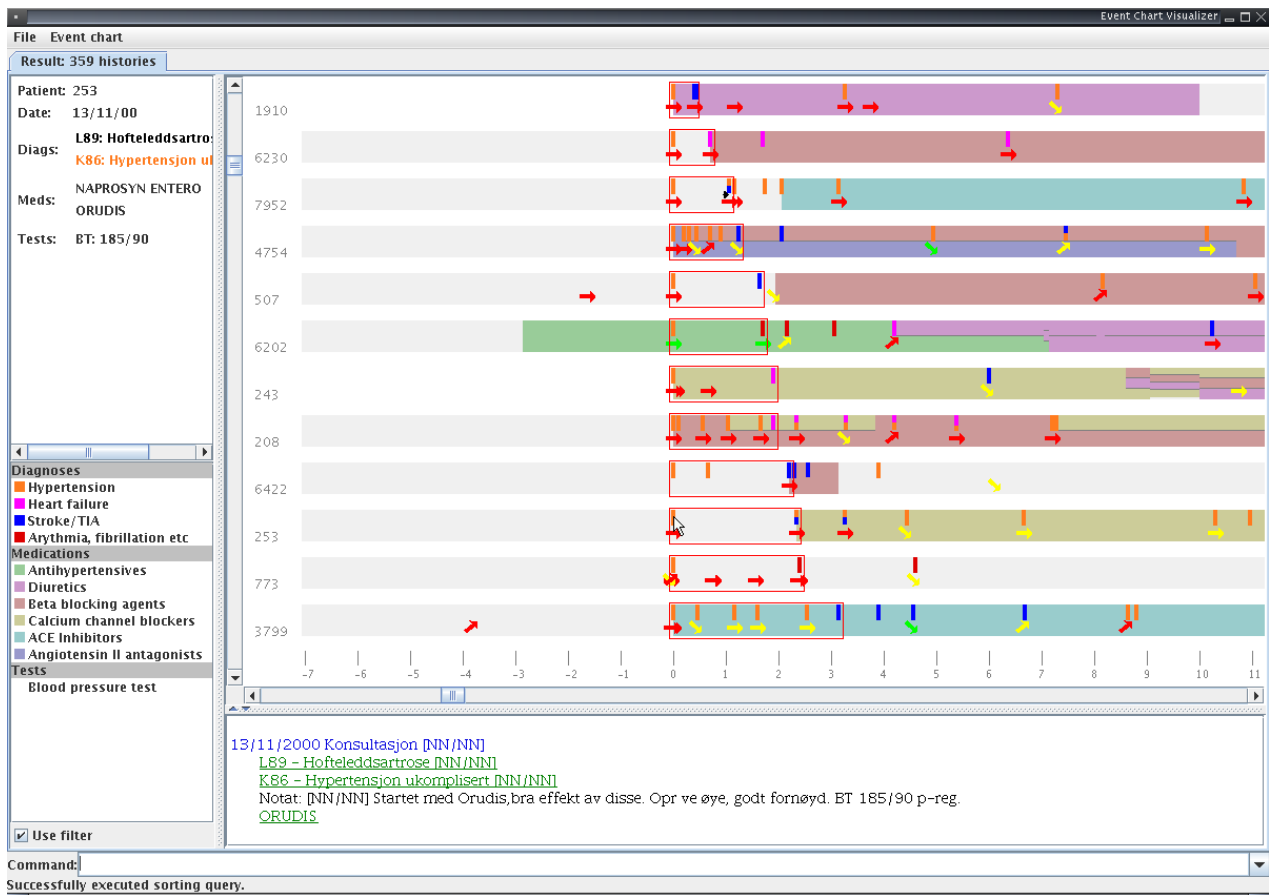 Event Chart Visualizer
File Event chart
Result: 359 histories
Patient: 253
Date: 13/11/00
Diags: L89: Hofteleddsartro
K86: Hypertensjon ul
Meds: NAPROSYN ENTERO
ORUDIS
Tests: BT: 185/90
Diagnoses
Hypertension
Heart failure
Stroke/TIA
Arythmia, fibrillation etc
Medications
Antihypertensives
Diuretics
Beta blocking agents
Calcium channel blockers
ACE Inhibitors
Angiotensin II antagonists
Tests
Blood pressure test
Use filter
1910
6230
7952
4754
507
6202
243
208
6422
253
773
3799
-7 -6 -5 -4 -3 -2 -1 0 1 2 3 4 5 6 7 8 9 10 11
13/11/2000 Konsultasjon [NN/NN]
L89 – Hofteleddsartrose [NN/NN]
K86 – Hypertensjon ukomplisert [NN/NN]
Notat: [NN/NN] Startet med Orudis,bra effekt av disse. Opr ve øye, godt fornøyd. BT 185/90 p-reg.
ORUDIS
Command:
Successfully executed sorting query.